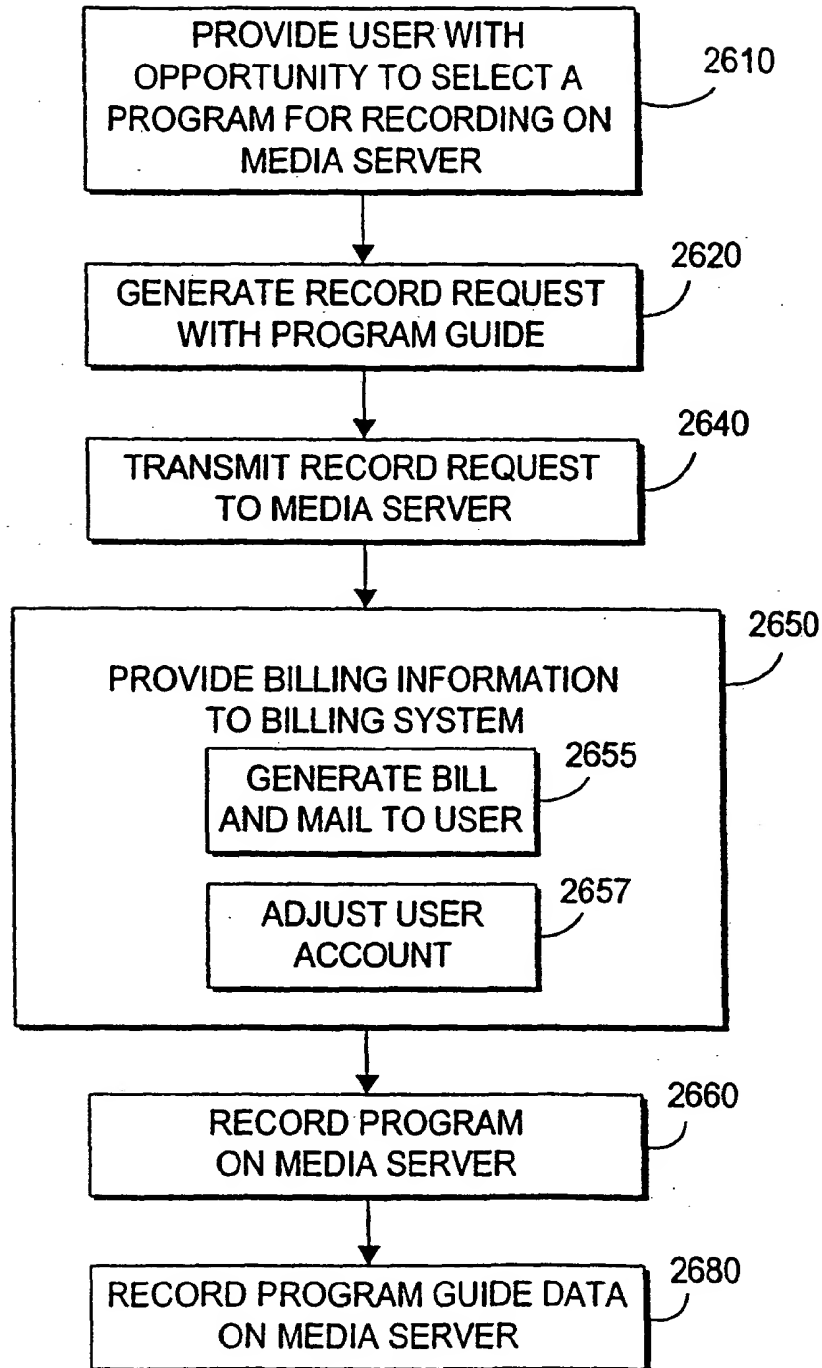 PROVIDE USER WITH
OPPORTUNITY TO SELECT A
PROGRAM FOR RECORDING ON
MEDIA SERVER
2610
GENERATE RECORD REQUEST
WITH PROGRAM GUIDE
2620
TRANSMIT RECORD REQUEST
TO MEDIA SERVER
2640
PROVIDE BILLING INFORMATION
TO BILLING SYSTEM
2650
GENERATE BILL
AND MAIL TO USER
2655
ADJUST USER
ACCOUNT
2657
RECORD PROGRAM
ON MEDIA SERVER
2660
RECORD PROGRAM GUIDE DATA
ON MEDIA SERVER
2680